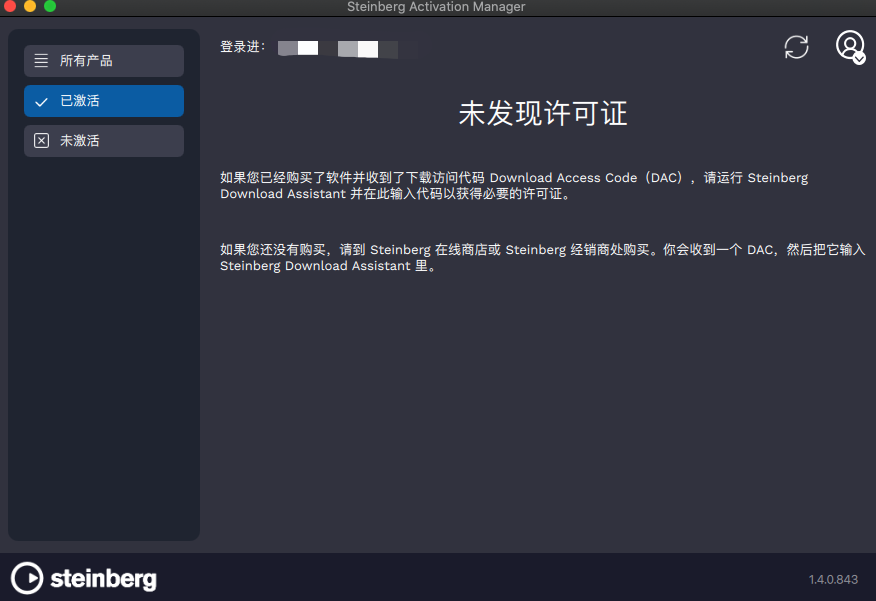 Steinberg Activation Manager
登录进：
所有产品
已激活
未激活
未发现许可证
如果您已经购买了软件并收到了下载访问代码 Download Access Code（DAC），请运行 Steinberg
Download Assistant 并在此输入代码以获得必要的许可证。
如果您还没有购买，请到 Steinberg 在线商店或 Steinberg 经销商处购买。你会收到一个 DAC，然后把它输入
Steinberg Download Assistant 里。
steinberg
1.4.0.843